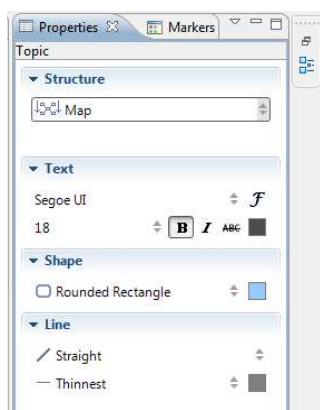 Properties Markers
Topic
Structure
Map
Text
Segoe UI F
18 B I ABC
Shape
Rounded Rectangle
Line
Straight
Thinnest